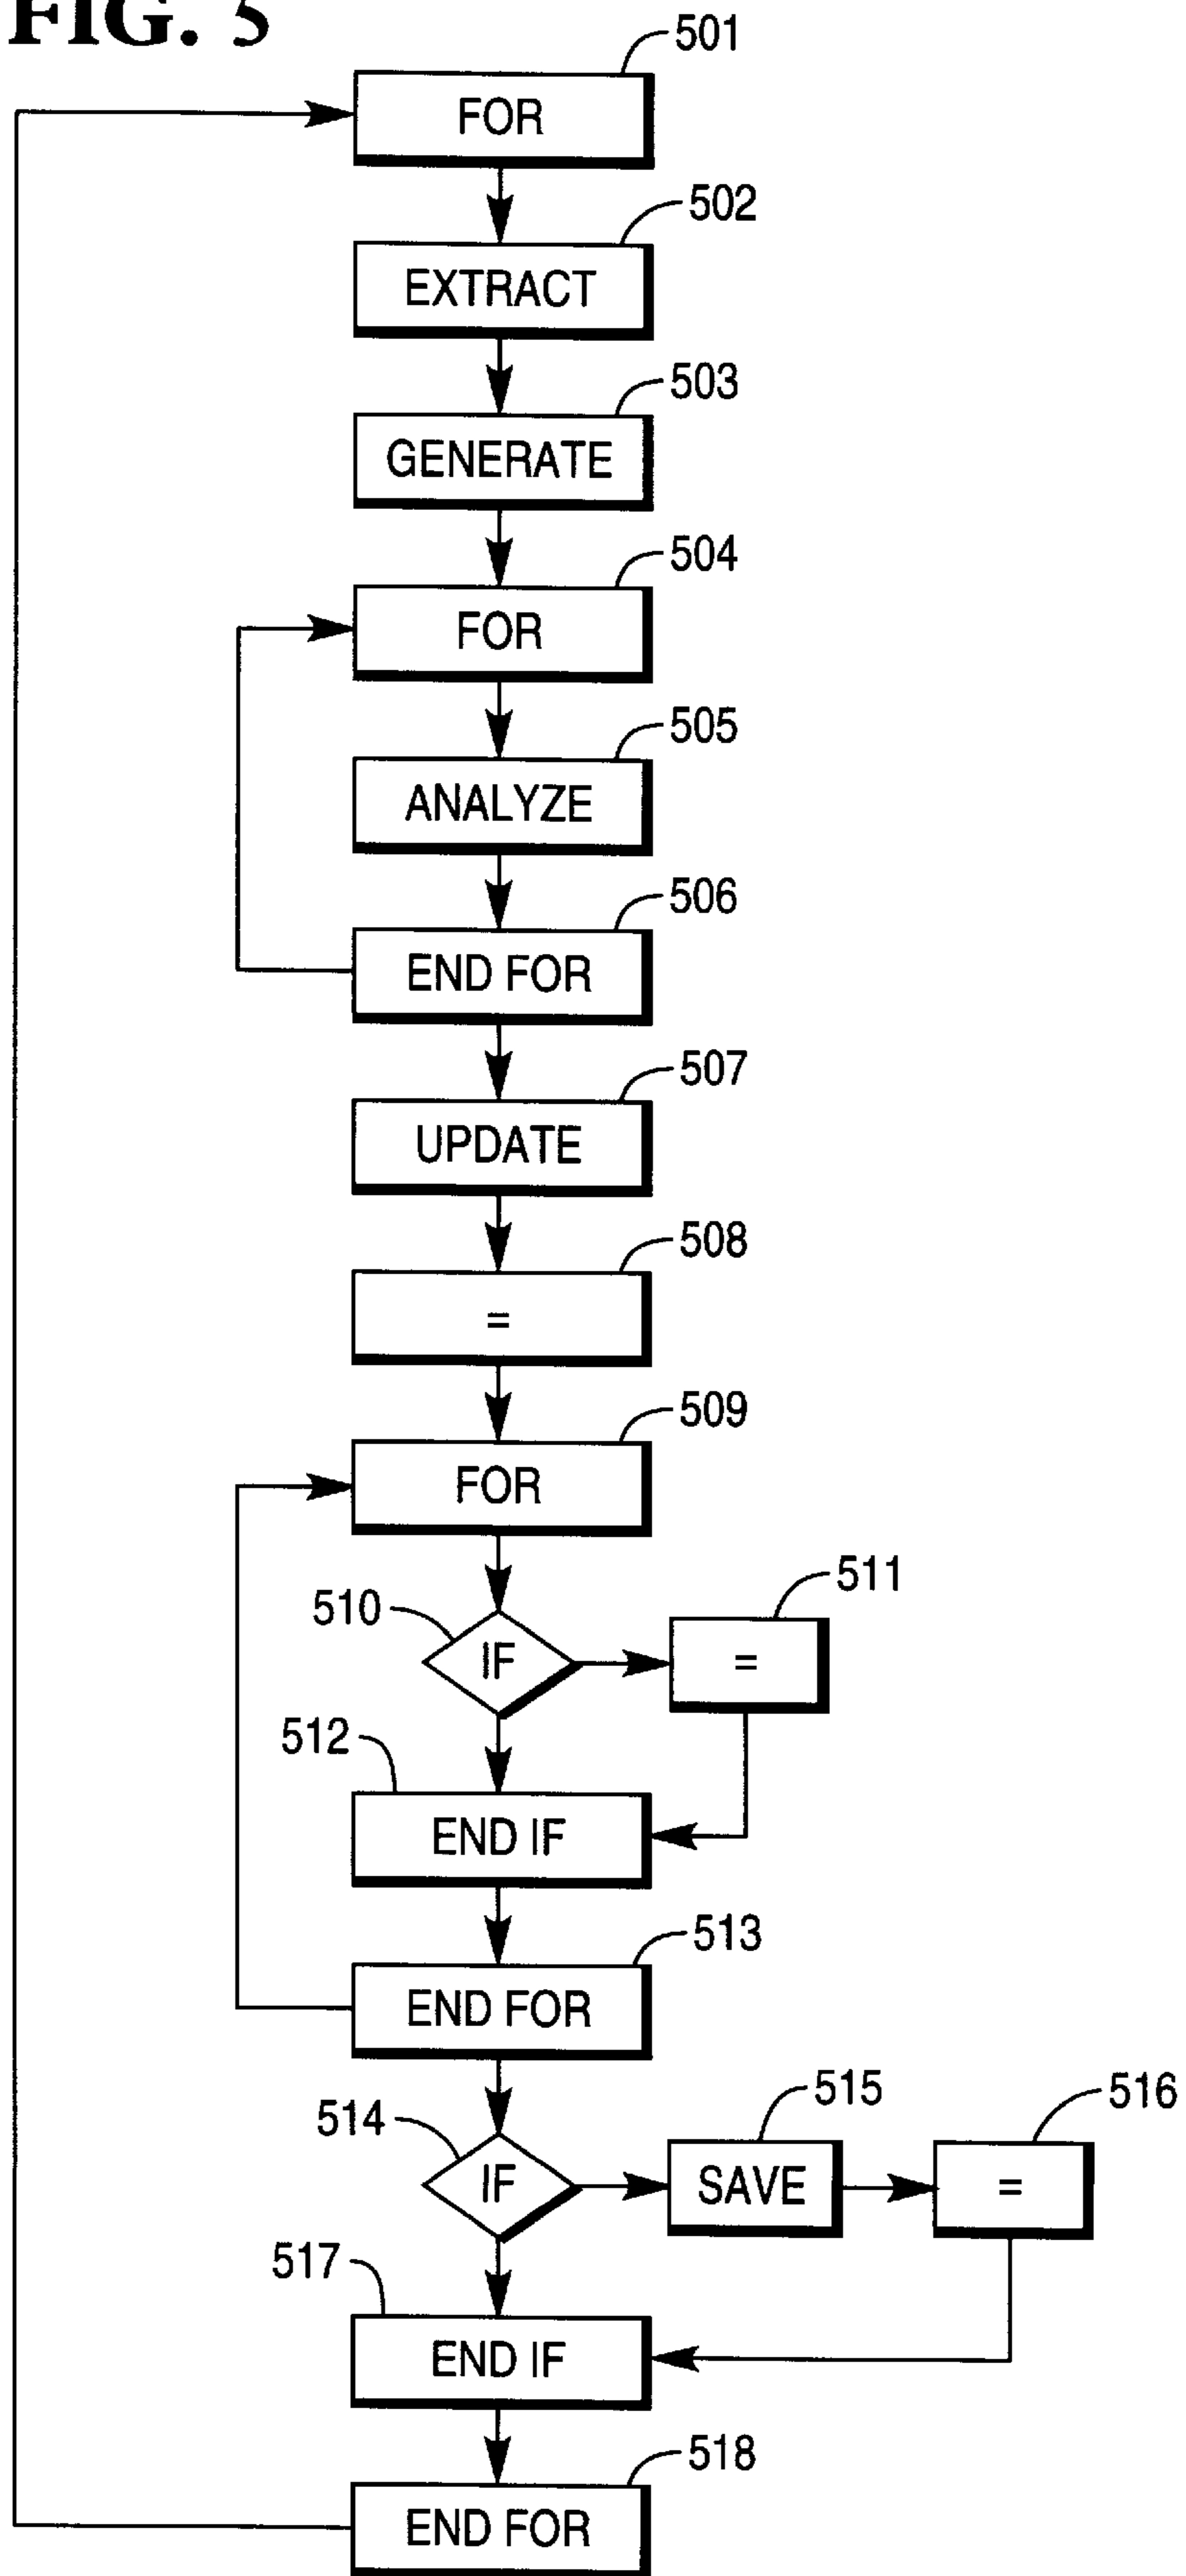 FIG. 5
501
FOR
502
EXTRACT
503
GENERATE
504
FOR
505
ANALYZE
506
END FOR
507
UPDATE
508
=
509
FOR
510
IF
511
=
512
END IF
513
END FOR
514
IF
515
SAVE
516
=
517
END IF
518
END FOR